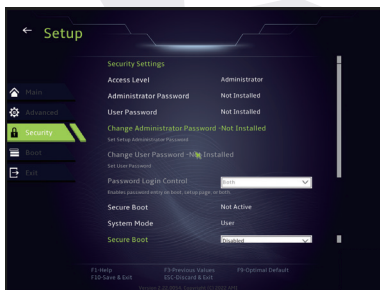 Setup
Security Settings
Access Level Administrator
Main
Administrator Password Not Installed
Advanced
User Password Not Installed
Security
Change Administrator Password -Not Installed
Set Setup Administrator Password
Boot
Change User Password -Not Installed
Set User Password
Exit
Password Login Control Both
Enables password entry on boot, setup page, or both.
Secure Boot Not Active
System Mode User
Secure Boot Disabled
F1-Help F3-Previous Values F9-Optimal Default
F10-Save & Exit ESC-Discard & Exit